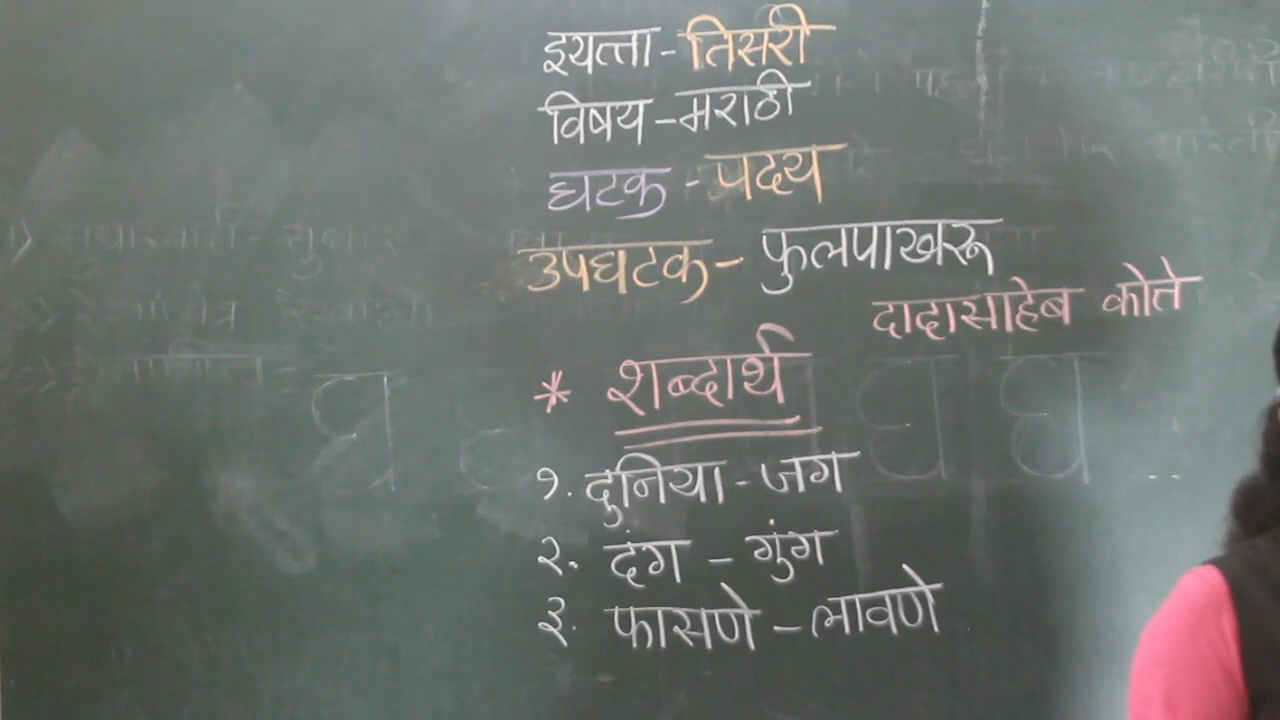 इयत्ता - तिसरी
विषय - मराठी
घटक - पद्य
उपघटक - फुलपाखरू
दादासाहेब कोते
* शब्दार्थ
१. दुनिया - जग
२. दंग - गुंग
३. फासणे - लावणे